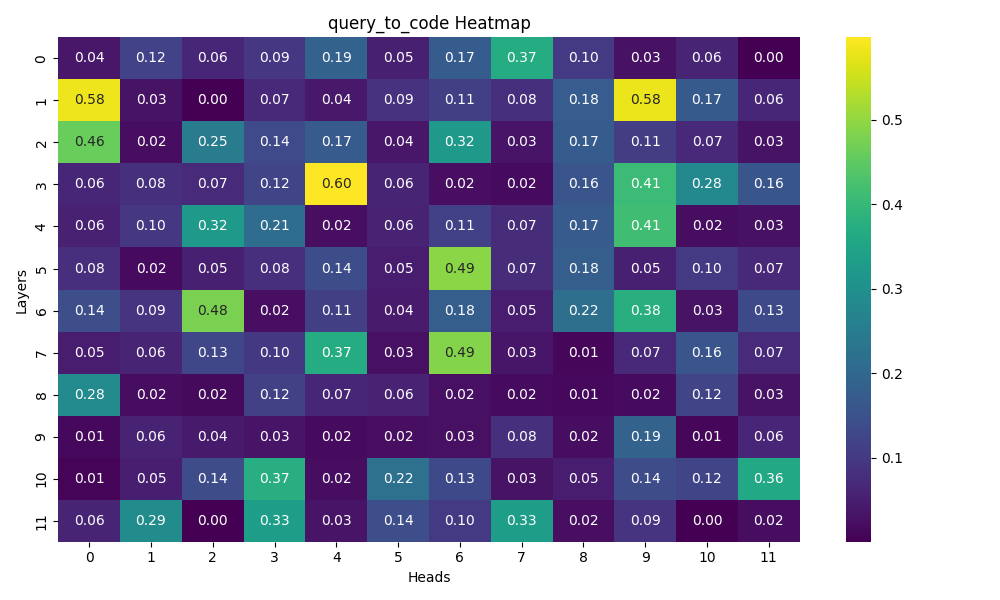 query_to_code Heatmap
0 0.04 0.12 0.06 0.09 0.19 0.05 0.17 0.37 0.10 0.03 0.06 0.00
1 0.58 0.03 0.00 0.07 0.04 0.09 0.11 0.08 0.18 0.58 0.17 0.06
2 0.46 0.02 0.25 0.14 0.17 0.04 0.32 0.03 0.17 0.11 0.07 0.03
3 0.06 0.08 0.07 0.12 0.60 0.06 0.02 0.02 0.16 0.41 0.28 0.16
4 0.06 0.10 0.32 0.21 0.02 0.06 0.11 0.07 0.17 0.41 0.02 0.03
5 0.08 0.02 0.05 0.08 0.14 0.05 0.49 0.07 0.18 0.05 0.10 0.07
6 0.14 0.09 0.48 0.02 0.11 0.04 0.18 0.05 0.22 0.38 0.03 0.13
7 0.05 0.06 0.13 0.10 0.37 0.03 0.49 0.03 0.01 0.07 0.16 0.07
8 0.28 0.02 0.02 0.12 0.07 0.06 0.02 0.02 0.01 0.02 0.12 0.03
9 0.01 0.06 0.04 0.03 0.02 0.02 0.03 0.08 0.02 0.19 0.01 0.06
10 0.01 0.05 0.14 0.37 0.02 0.22 0.13 0.03 0.05 0.14 0.12 0.36
11 0.06 0.29 0.00 0.33 0.03 0.14 0.10 0.33 0.02 0.09 0.00 0.02
0 1 2 3 4 5 6 7 8 9 10 11
Heads
Layers
0.5
0.4
0.3
0.2
0.1